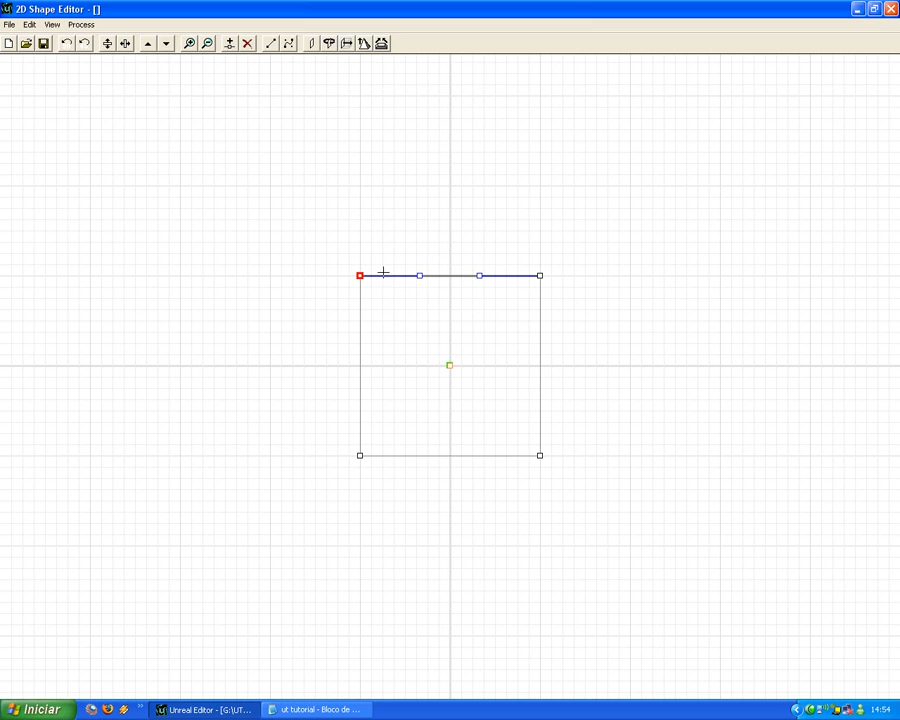 2D Shape Editor - []
File Edit View Process
Iniciar
Unreal Editor - [G:\UT...
ut tutorial - Bloco de ...
14:54